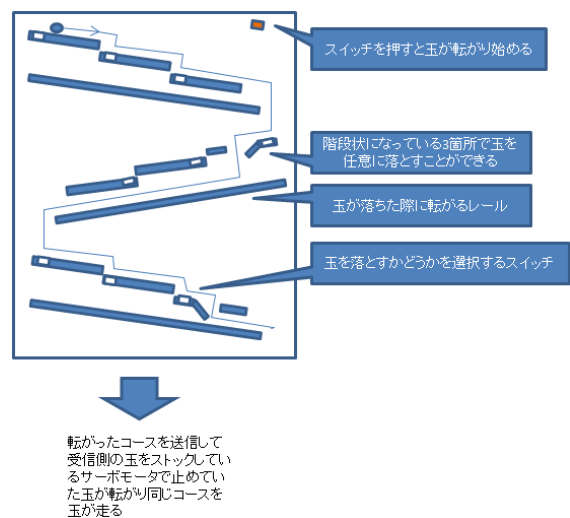 スイッチを押すと玉が転がり始める
階段状になっている3箇所で玉を
任意に落とすことができる
玉が落ちた際に転がるレール
玉を落とすかどうかを選択するスイッチ
転がったコースを送信して
受信側の玉をストックしてい
るサーボモータで止めてい
た玉が転がり同じコースを
玉が走る